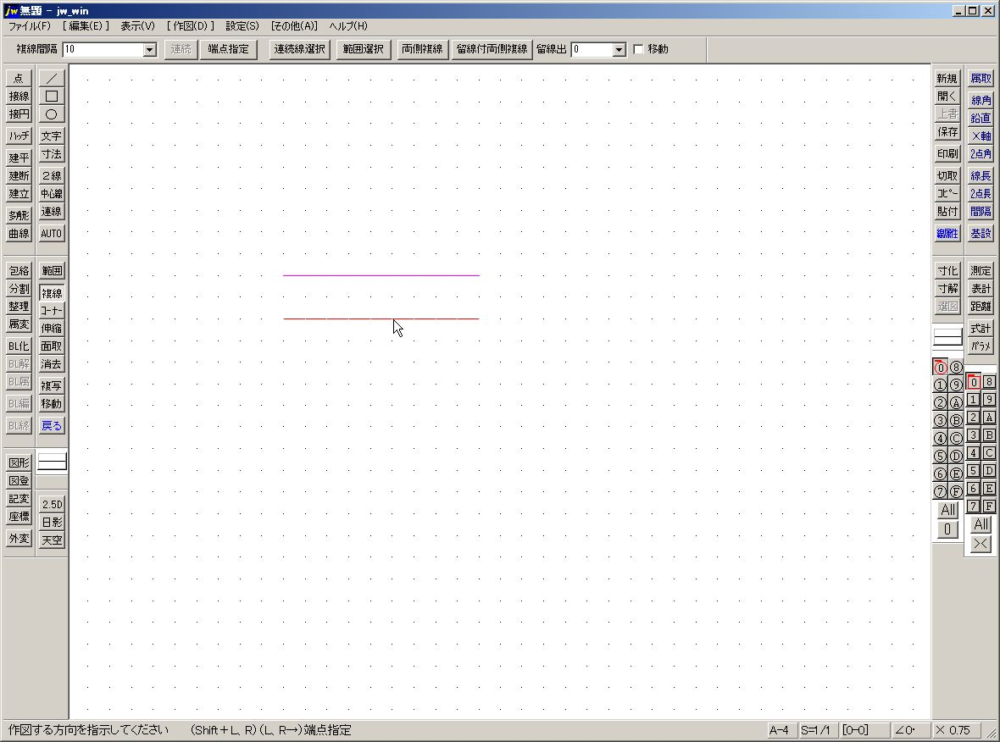 jw 無題 - jw_win
ファイル(F) [編集(E)] 表示(V) [作図(D)] 設定(S) [その他(A)] ヘルプ(H)
複線間隔 10 連続 端点指定 連続線選択 範囲選択 両側複線 留線付両側複線 留線出 0 移動
点 ／
接線 □
接円 ○
ハッチ 文字
建平 寸法
建断 2線
建立 中心線
多角形 連線
曲線 AUTO
包絡 範囲
分割 複線
整理 コーナー
属変 伸縮
BL化 面取
BL解 消去
BL属 複写
BL編 移動
BL終 戻る
図形
図登
記変 2.5D
座標 日影
外変 天空
新規 属取
開く 線角
上書 鉛直
保存 X軸
印刷 2点角
切取 線長
コピー 2点長
貼付 間隔
線属性 基設
寸化 測定
寸解 表計
選図 距離
式計
パラメ
0 8
1 9
2 A
3 B
4 C
5 D
6 E
7 F
All
0
0 8
1 9
2 A
3 B
4 C
5 D
6 E
7 F
All
×
作図する方向を指示してください (Shift+L、R)(L、R→)端点指定 A-4 S=1/1 [0-0] ∠0° × 0.75